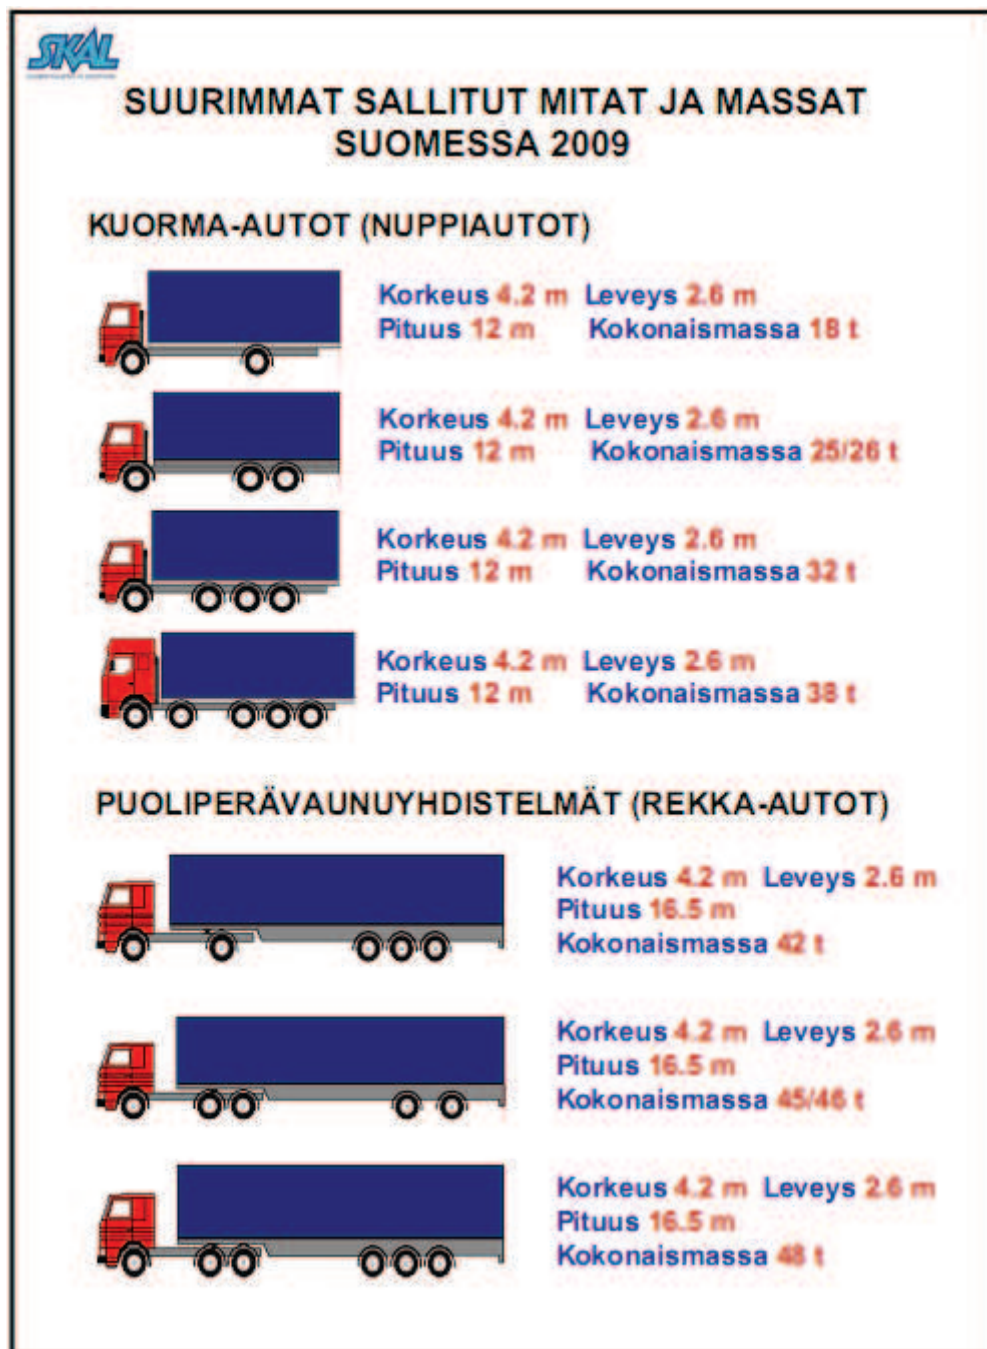 SKAL
SUURIMMAT SALLITUT MITAT JA MASSAT
SUOMESSA 2009
KUORMA-AUTOT (NUPPIAUTOT)
Korkeus 4.2 m Leveys 2.6 m
Pituus 12 m Kokonaismassa 18 t
Korkeus 4.2 m Leveys 2.6 m
Pituus 12 m Kokonaismassa 25/26 t
Korkeus 4.2 m Leveys 2.6 m
Pituus 12 m Kokonaismassa 32 t
Korkeus 4.2 m Leveys 2.6 m
Pituus 12 m Kokonaismassa 38 t
PUOLIPERÄVAUNUYHDISTELMÄT (REKKA-AUTOT)
Korkeus 4.2 m Leveys 2.6 m
Pituus 16.5 m
Kokonaismassa 42 t
Korkeus 4.2 m Leveys 2.6 m
Pituus 16.5 m
Kokonaismassa 45/46 t
Korkeus 4.2 m Leveys 2.6 m
Pituus 16.5 m
Kokonaismassa 48 t